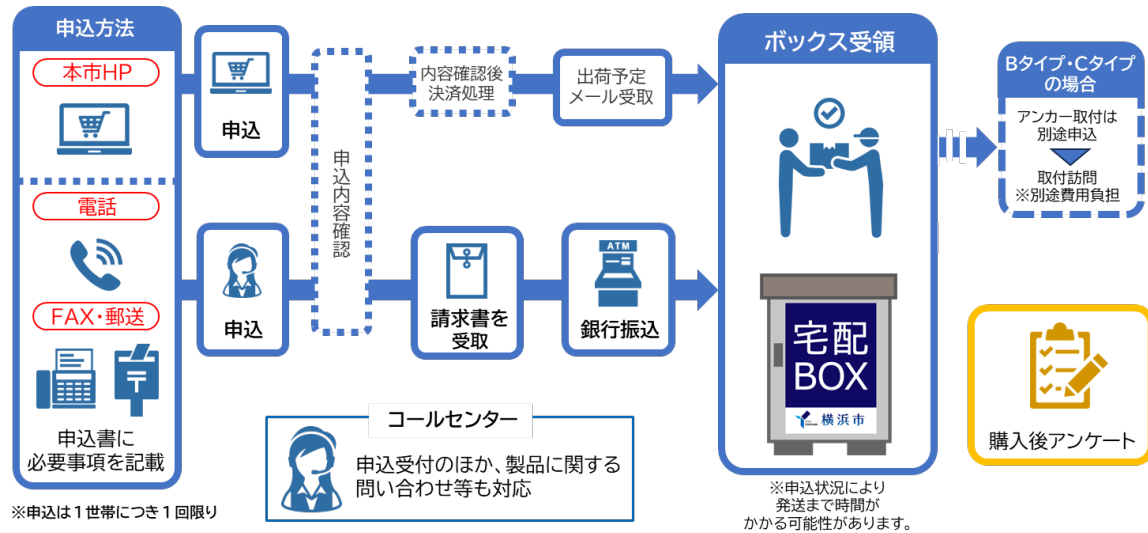 申込方法
本市HP
電話
FAX・郵送
申込書に
必要事項を記載
※申込は1世帯につき1回限り
申込
申込
申込内容確認
内容確認後
決済処理
出荷予定
メール受取
請求書を
受取
ATM
銀行振込
コールセンター
申込受付のほか、製品に関する
問い合わせ等も対応
ボックス受領
宅配
BOX
横浜市
※申込状況により
発送まで時間が
かかる可能性があります。
Bタイプ・Cタイプ
の場合
アンカー取付は
別途申込
取付訪問
※別途費用負担
購入後アンケート